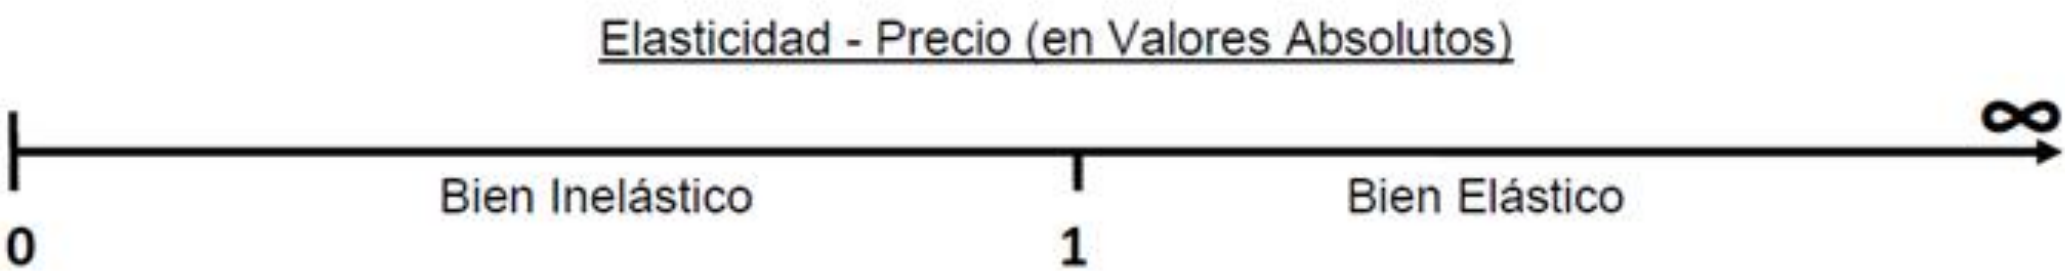 Elasticidad - Precio (en Valores Absolutos)
∞
Bien Inelástico Bien Elástico
0 1